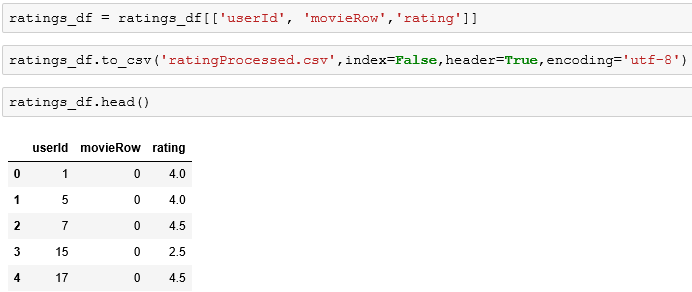 ratings_df = ratings_df[['userId', 'movieRow','rating']]
ratings_df.to_csv('ratingProcessed.csv',index=False,header=True,encoding='utf-8')
ratings_df.head()
userId movieRow rating
0 1 0 4.0
1 5 0 4.0
2 7 0 4.5
3 15 0 2.5
4 17 0 4.5